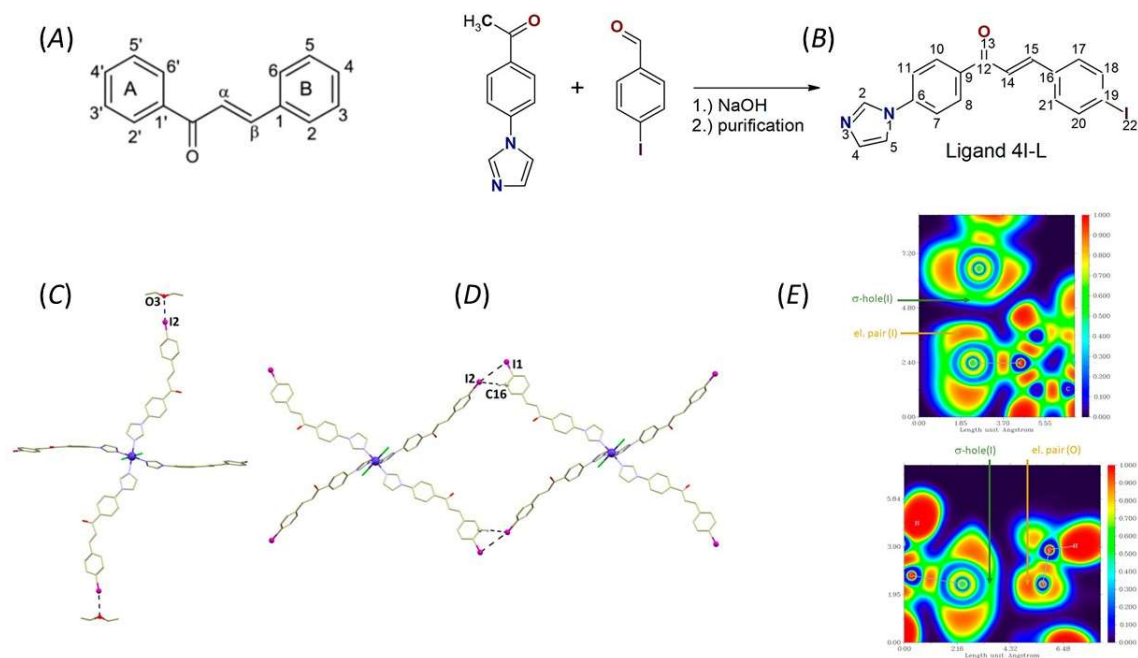 (A)
5'
4'
6'
A
3'
2'
1'
α
β
O
5
6
4
B
1
3
2
H₃C
O
N
N
+
O
I
1.) NaOH
2.) purification
(B)
O
13
10
15
17
11
9
12
14
16
18
6
8
21
19
2
7
20
I
22
N
1
N
3
4
5
Ligand 4I-L
(C)
O3
I2
(D)
I1
I2
C16
(E)
σ-hole(I)
el. pair (I)
7.20
4.80
2.40
0.00
0.00 1.85 3.70 5.55
Length unit Angstrom
C
1.000
0.900
0.800
0.700
0.600
0.500
0.400
0.300
0.200
0.100
0.000
σ-hole(I)
el. pair(O)
3.90
1.95
0.00
0.00 2.16 4.32 6.48
Length unit Angstrom
H
H
1.000
0.900
0.800
0.700
0.600
0.500
0.400
0.300
0.200
0.100
0.000